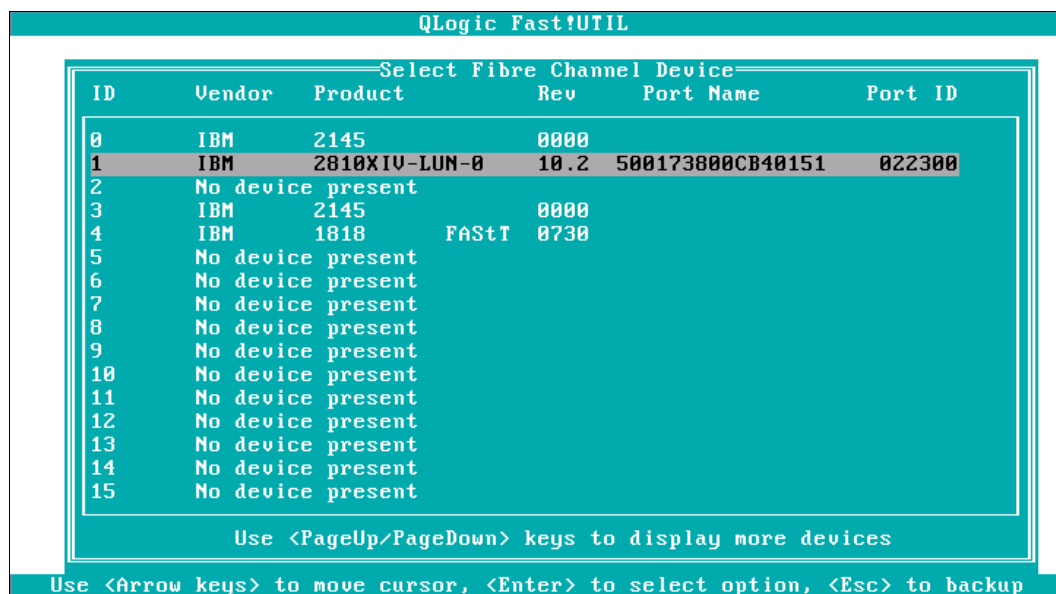 QLogic Fast!UTIL
Select Fibre Channel Device
ID Vendor Product Rev Port Name Port ID
0 IBM 2145 0000
1 IBM 2810XIV-LUN-0 10.2 500173800CB40151 022300
2 No device present
3 IBM 2145 0000
4 IBM 1818 FAStT 0730
5 No device present
6 No device present
7 No device present
8 No device present
9 No device present
10 No device present
11 No device present
12 No device present
13 No device present
14 No device present
15 No device present
Use <PageUp/PageDown> keys to display more devices
Use <Arrow keys> to move cursor, <Enter> to select option, <Esc> to backup